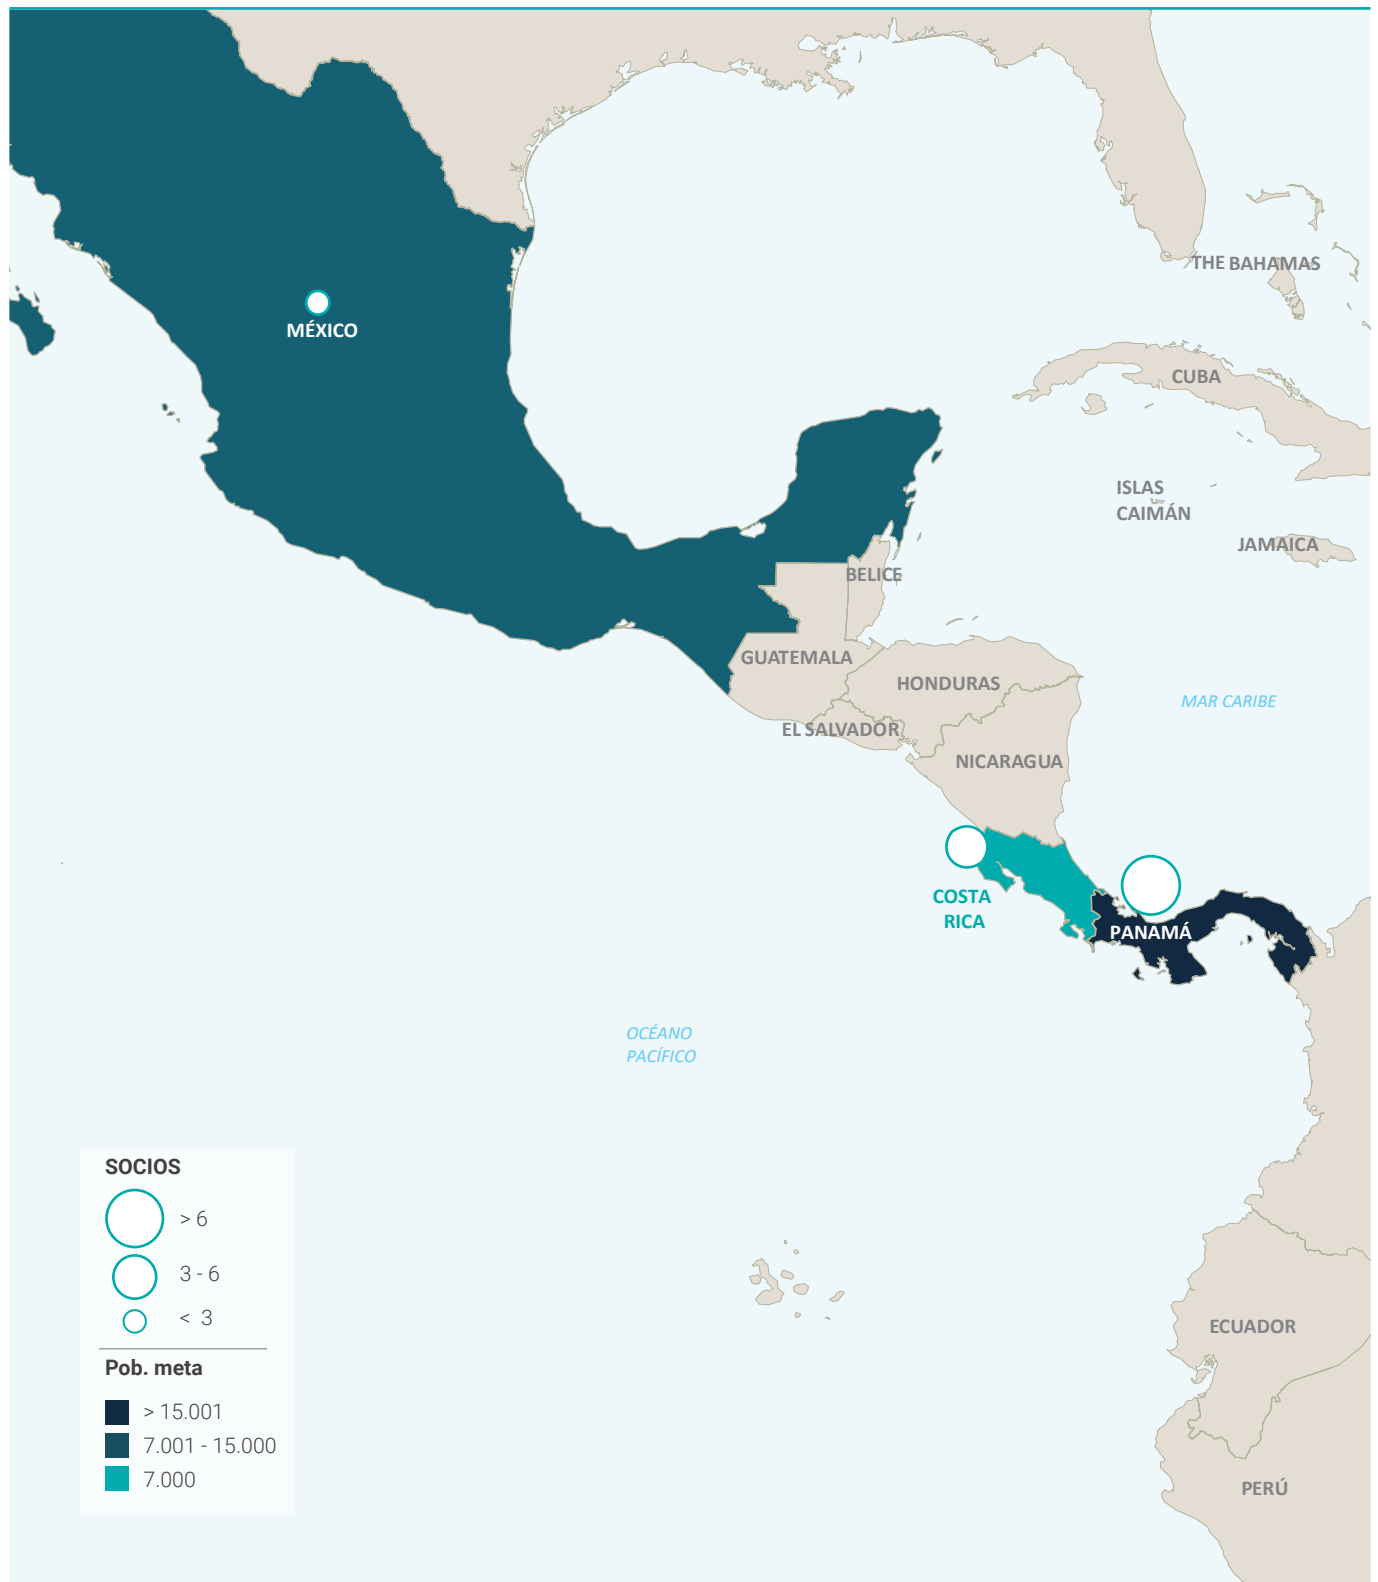 THE BAHAMAS
MÉXICO
CUBA
ISLAS
CAIMÁN
JAMAICA
BELICE
GUATEMALA
HONDURAS
MAR CARIBE
EL SALVADOR
NICARAGUA
COSTA
RICA
PANAMÁ
OCÉANO
PACÍFICO
SOCIOS
> 6
3 - 6
< 3
Pob. meta
> 15.001
7.001 - 15.000
7.000
ECUADOR
PERÚ